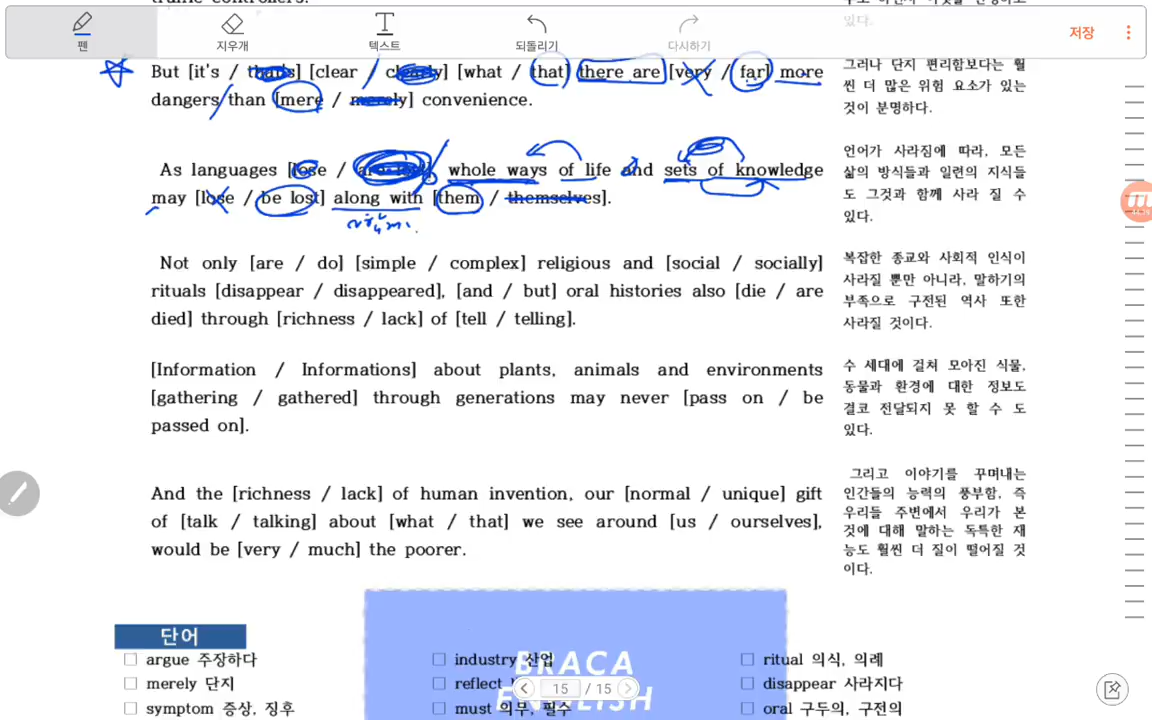 traffic controllers.
있다.
펜
지우개
텍스트
되돌리기
다시하기
저장
But [it's / that's] [clear / clearly] [what / that] there are [very / far] more
dangers than [mere / merely] convenience.
그러나 단지 편리함보다는 훨
씬 더 많은 위험 요소가 있는
것이 분명하다.
As languages [lose / are lost] whole ways of life and sets of knowledge
may [lose / be lost] along with [them / themselves].
언어가 사라짐에 따라, 모든
삶의 방식들과 일련의 지식들
도 그것과 함께 사라 질 수
있다.
Not only [are / do] [simple / complex] religious and [social / socially]
rituals [disappear / disappeared], [and / but] oral histories also [die / are
died] through [richness / lack] of [tell / telling].
복잡한 종교와 사회적 인식이
사라질 뿐만 아니라, 말하기의
부족으로 구전된 역사 또한
사라질 것이다.
[Information / Informations] about plants, animals and environments
[gathering / gathered] through generations may never [pass on / be
passed on].
수 세대에 걸쳐 모아진 식물,
동물과 환경에 대한 정보도
결코 전달되지 못 할 수 도
있다.
And the [richness / lack] of human invention, our [normal / unique] gift
of [talk / talking] about [what / that] we see around [us / ourselves],
would be [very / much] the poorer.
그리고 이야기를 꾸며내는
인간들의 능력의 풍부함, 즉
우리들 주변에서 우리가 본
것에 대해 말하는 독특한 재
능도 훨씬 더 질이 떨어질 것
이다.
단어
argue 주장하다
industry 산업
ritual 의식, 의례
merely 단지
reflect
disappear 사라지다
symptom 증상, 징후
must 의무, 필수
oral 구두의, 구전의
BRACA
ENGLISH
15 / 15